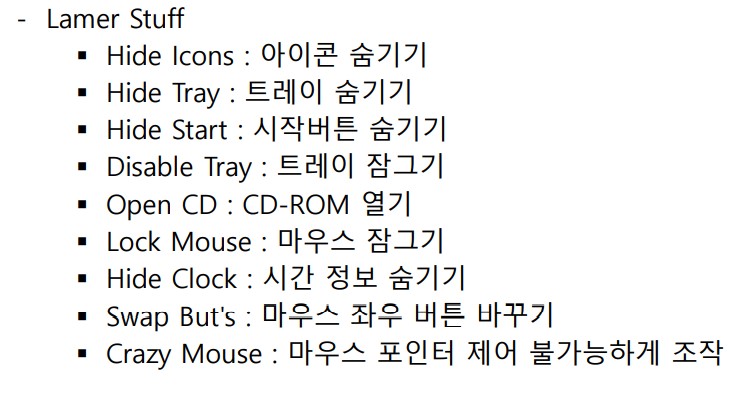 - Lamer Stuff
▪ Hide Icons : 아이콘 숨기기
▪ Hide Tray : 트레이 숨기기
▪ Hide Start : 시작버튼 숨기기
▪ Disable Tray : 트레이 잠그기
▪ Open CD : CD-ROM 열기
▪ Lock Mouse : 마우스 잠그기
▪ Hide Clock : 시간 정보 숨기기
▪ Swap But's : 마우스 좌우 버튼 바꾸기
▪ Crazy Mouse : 마우스 포인터 제어 불가능하게 조작